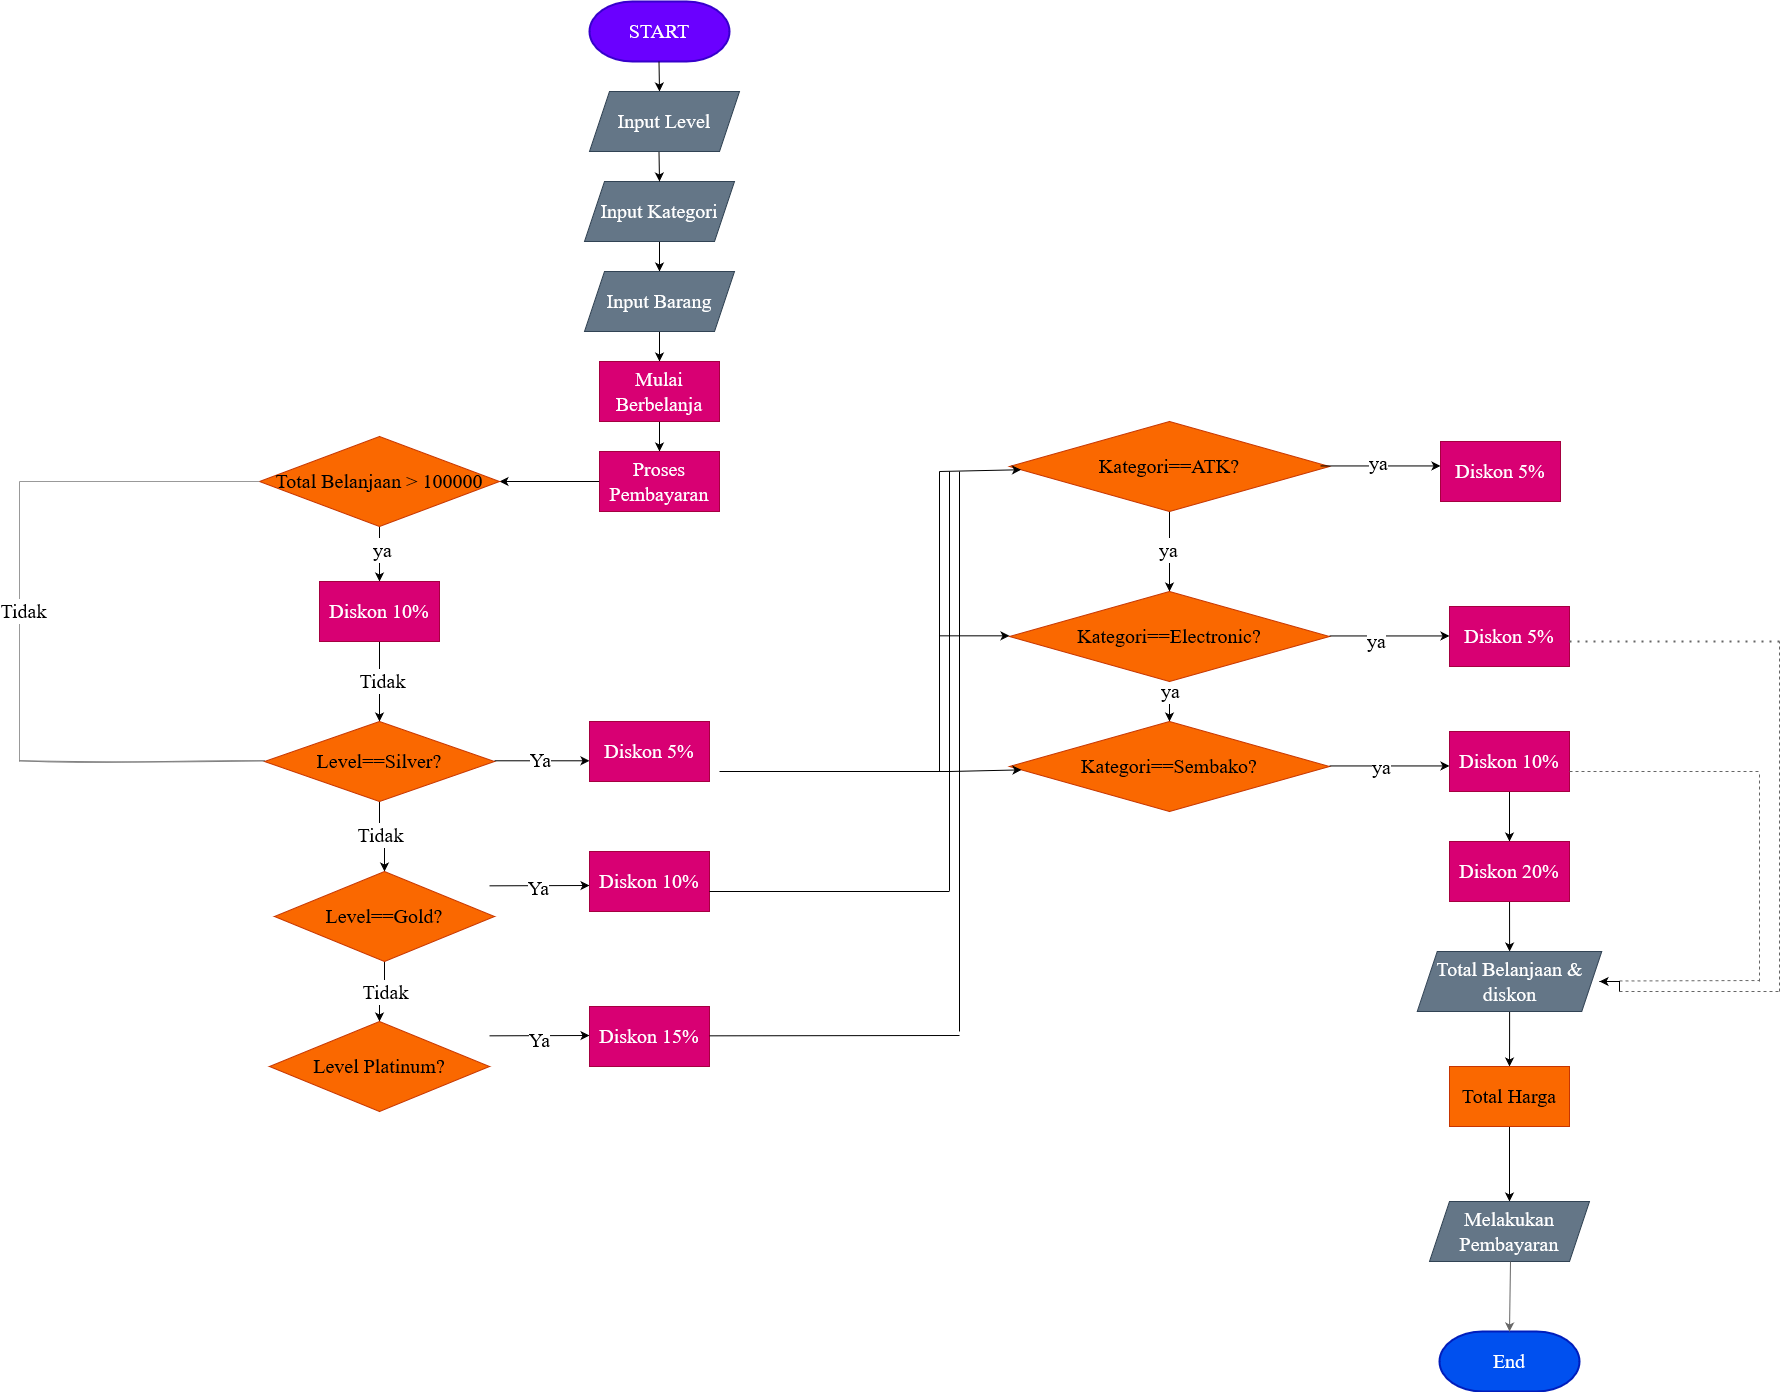 START
Input Level
Input Kategori
Input Barang
Mulai
Berbelanja
Proses
Pembayaran
Total Belanjaan > 100000
ya
Tidak
Diskon 10%
Tidak
Level==Silver?
Ya
Diskon 5%
Tidak
Level==Gold?
Ya
Diskon 10%
Tidak
Level Platinum?
Ya
Diskon 15%
Kategori==ATK?
ya
Diskon 5%
ya
Kategori==Electronic?
ya
Diskon 5%
ya
Kategori==Sembako?
ya
Diskon 10%
Diskon 20%
Total Belanjaan &
diskon
Total Harga
Melakukan
Pembayaran
End